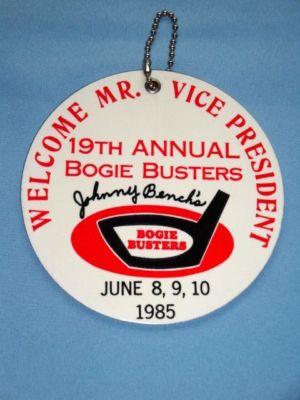 WELCOME MR. VICE PRESIDENT
19TH ANNUAL
BOGIE BUSTERS
Johnny Bench's
BOGIE
BUSTERS
JUNE 8, 9, 10
1985